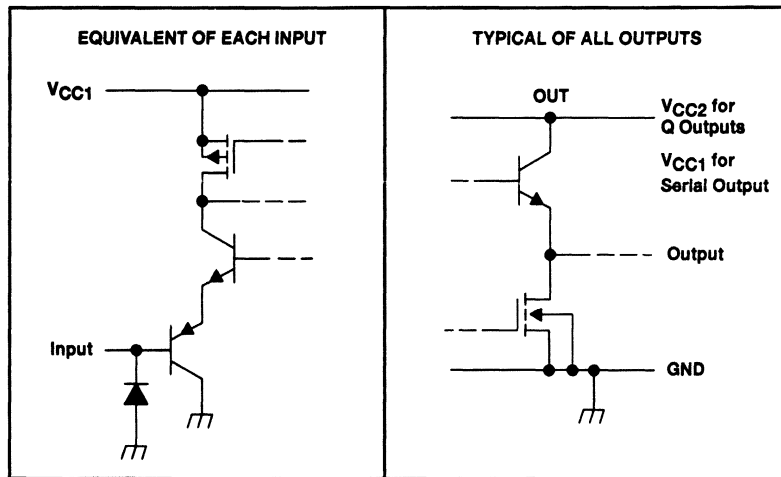 EQUIVALENT OF EACH INPUT
VCC1
Input
TYPICAL OF ALL OUTPUTS
OUT
VCC2 for
Q Outputs
VCC1 for
Serial Output
Output
GND